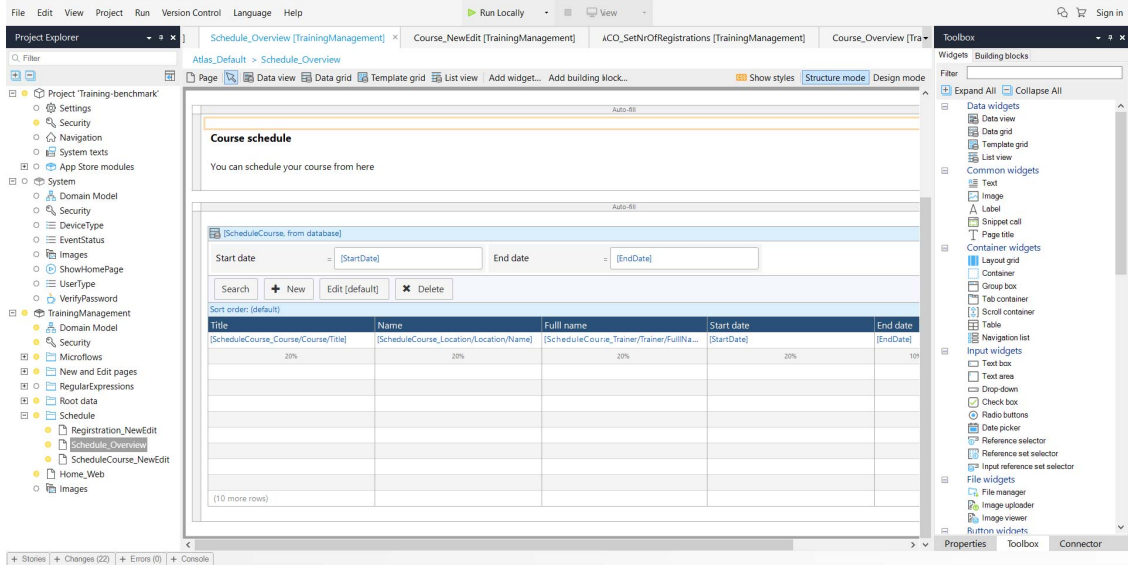 File Edit View Project Run Version Control Language Help Run Locally View Sign in
Project Explorer
] Schedule_Overview [TrainingManagement] × Course_NewEdit [TrainingManagement] ACO_SetNrOfRegistrations [TrainingManagement] Course_Overview [Tra
Toolbox
Filter
Atlas_Default > Schedule_Overview
Widgets Building blocks
Page Data view Data grid Template grid List view Add widget... Add building block... Show styles Structure mode Design mode
Filter
Expand All Collapse All
Project 'Training-benchmark'
Settings
Security
Navigation
System texts
App Store modules
System
Domain Model
Security
DeviceType
EventStatus
Images
ShowHomePage
UserType
VerifyPassword
TrainingManagement
Domain Model
Security
Microflows
New and Edit pages
RegularExpressions
Root data
Schedule
Regirstration_NewEdit
Schedule_Overview
ScheduleCourse_NewEdit
Home_Web
Images
Auto-fill
Course schedule
You can schedule your course from here
Auto-fill
[ScheduleCourse, from database]
Start date = [StartDate] End date = [EndDate]
Search New Edit [default] Delete
Sort order: (default)
Title Name Fulll name Start date End date
[ScheduleCourse_Course/Course/Title] [ScheduleCourse_Location/Location/Name] [ScheduleCourse_Trainer/Trainer/FulllNa... [StartDate] [EndDate]
20% 20% 20% 20% 10%
(10 more rows)
Data widgets
Data view
Data grid
Template grid
List view
Common widgets
Text
Image
Label
Snippet call
Page title
Container widgets
Layout grid
Container
Group box
Tab container
Scroll container
Table
Navigation list
Input widgets
Text box
Text area
Drop-down
Check box
Radio buttons
Date picker
Reference selector
Reference set selector
Input reference set selector
File widgets
File manager
Image uploader
Image viewer
Button widgets
Properties Toolbox Connector
+ Stories + Changes (22) + Errors (0) + Console